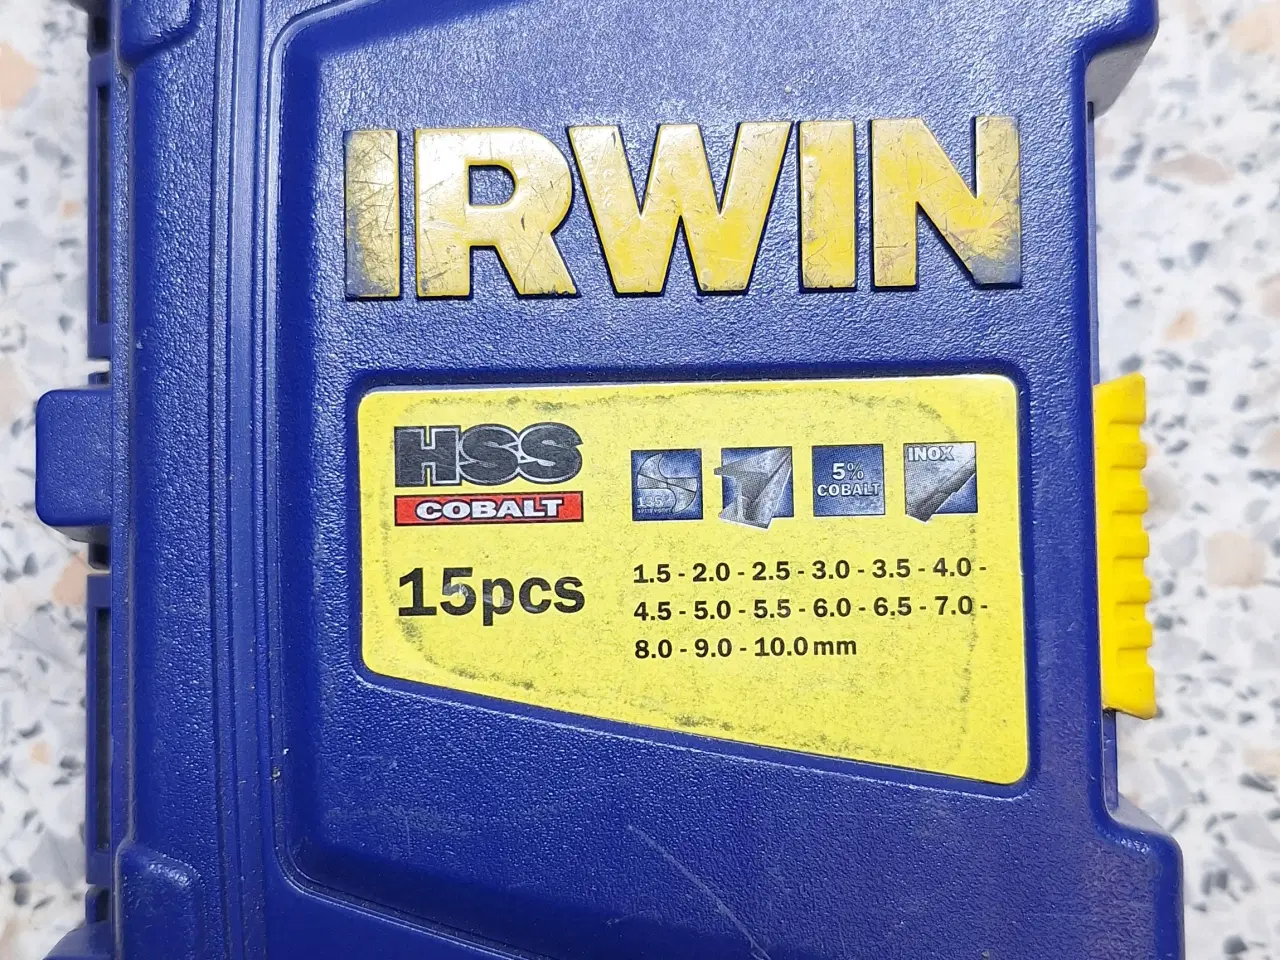 IRWIN
HSS
COBALT
15pcs
135°
5%
COBALT
INOX
1.5 - 2.0 - 2.5 - 3.0 - 3.5 - 4.0 -
4.5 - 5.0 - 5.5 - 6.0 - 6.5 - 7.0 -
8.0 - 9.0 - 10.0 mm